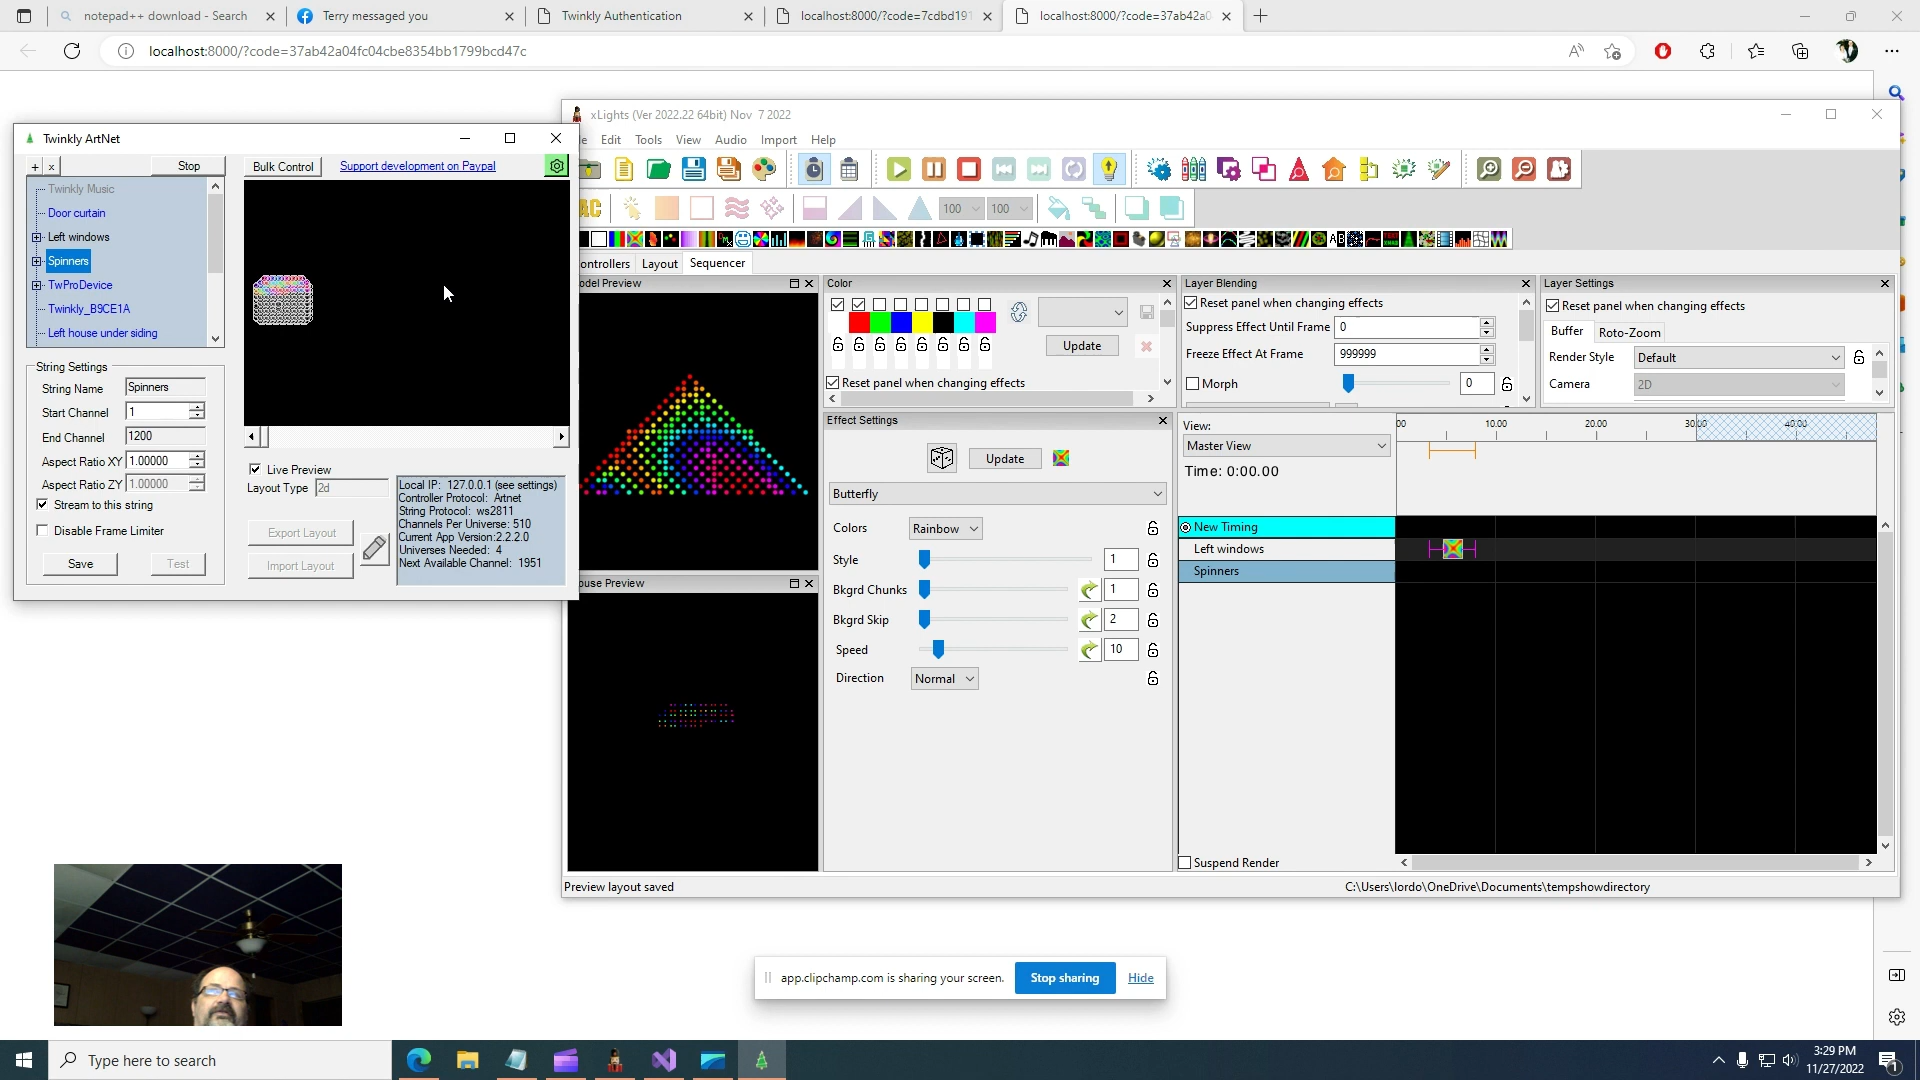 notepad++ download - Search
Terry messaged you
Twinkly Authentication
localhost:8000/?code=7cdbd191
localhost:8000/?code=37ab42a0
localhost:8000/?code=37ab42a04fc04cbe8354bb1799bcd47c
xLights (Ver 2022.22 64bit) Nov 7 2022
Edit Tools View Audio Import Help
Twinkly ArtNet
+ x Stop Bulk Control Support development on Paypal
Twinkly Music
Door curtain
Left windows
Spinners
TwProDevice
Twinkly_B9CE1A
Left house under siding
String Settings
String Name Spinners
Start Channel 1
End Channel 1200
Aspect Ratio XY 1.00000
Aspect Ratio ZY 1.00000
Stream to this string
Disable Frame Limiter
Save Test
Live Preview
Layout Type 2d
Export Layout
Import Layout
Local IP: 127.0.0.1 (see settings)
Controller Protocol: Artnet
String Protocol: ws2811
Channels Per Universe: 510
Current App Version:2.2.2.0
Universes Needed: 4
Next Available Channel: 1951
100 100
ontrollers Layout Sequencer
odel Preview
ouse Preview
Color
Update
Reset panel when changing effects
Effect Settings
Update
Butterfly
Colors Rainbow
Style 1
Bkgrd Chunks 1
Bkgrd Skip 2
Speed 10
Direction Normal
Layer Blending
Reset panel when changing effects
Suppress Effect Until Frame 0
Freeze Effect At Frame 999999
Morph 0
Layer Settings
Reset panel when changing effects
Buffer Roto-Zoom
Render Style Default
Camera 2D
View:
Master View
Time: 0:00.00
00 10.00 20.00 30.00 40.00
New Timing
Left windows
Spinners
Suspend Render
Preview layout saved
C:\Users\lordo\OneDrive\Documents\tempshowdirectory
app.clipchamp.com is sharing your screen. Stop sharing Hide
Type here to search
3:29 PM
11/27/2022
1